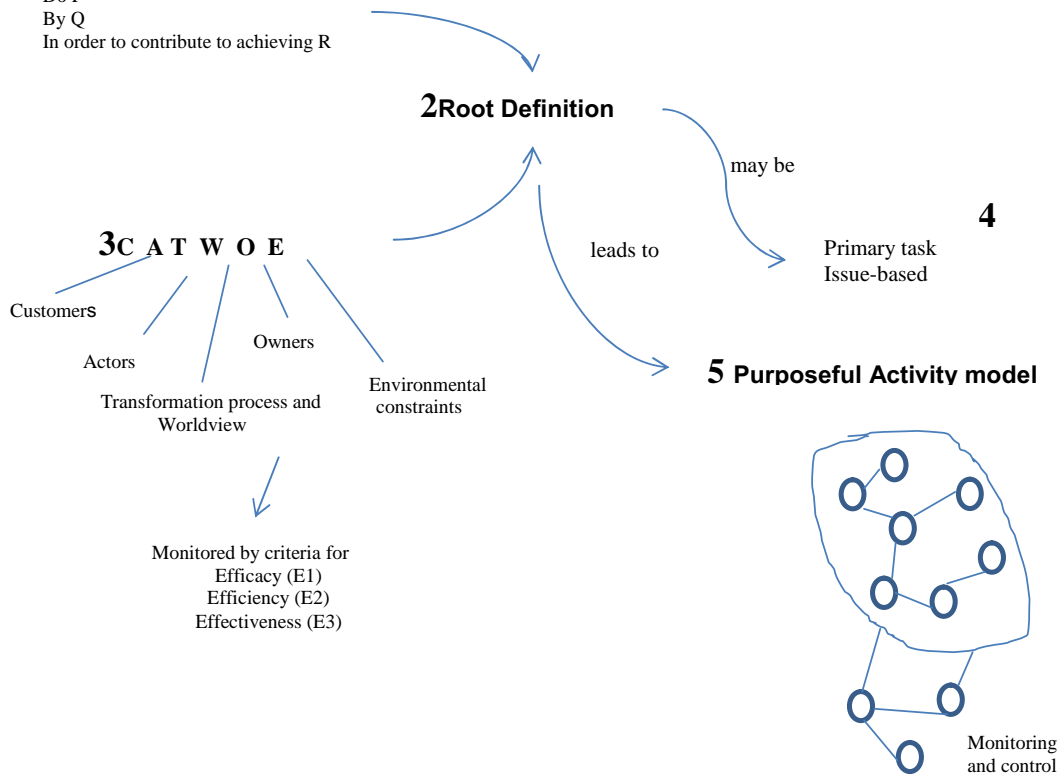 By Q
In order to contribute to achieving R
2Root Definition
may be
4
Primary task
Issue-based
3C A T W O E
leads to
Customers
Actors
Owners
Transformation process and
Worldview
Environmental
constraints
5 Purposeful Activity model
Monitored by criteria for
Efficacy (E1)
Efficiency (E2)
Effectiveness (E3)
Monitoring
and control